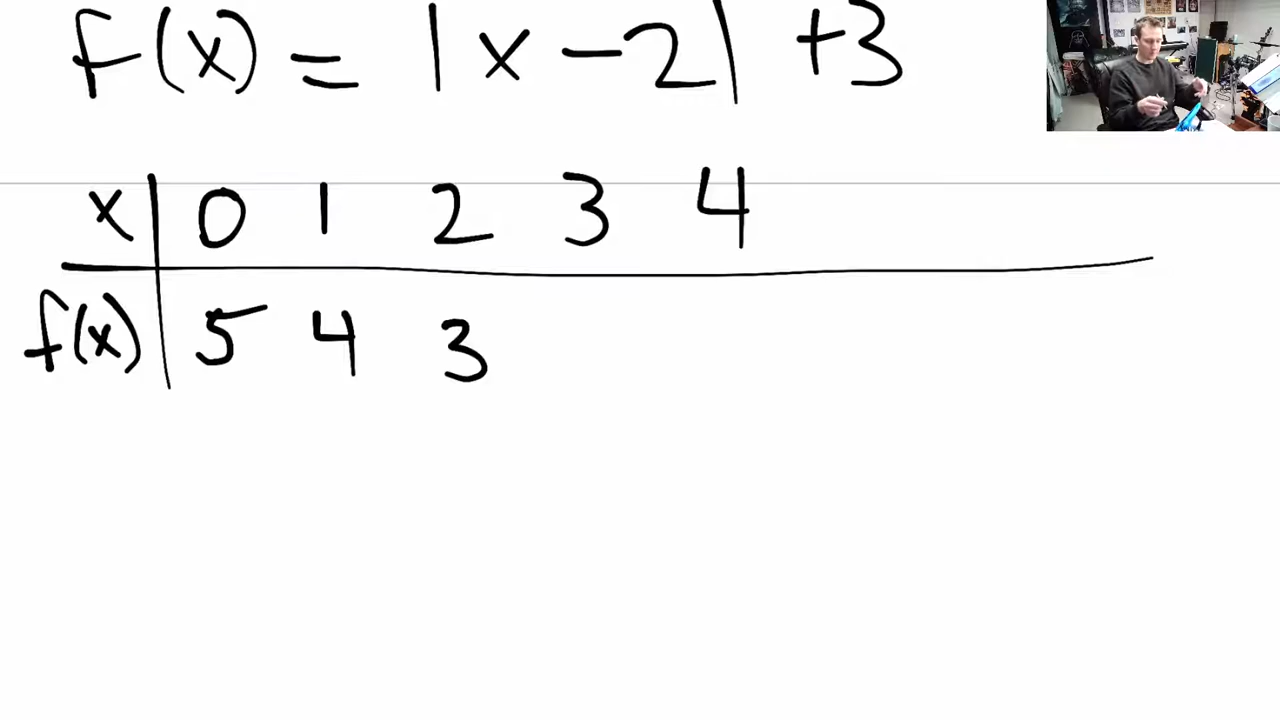 f(x) = |x - 2| + 3
x | 0 1 2 3 4
f(x) | 5 4 3